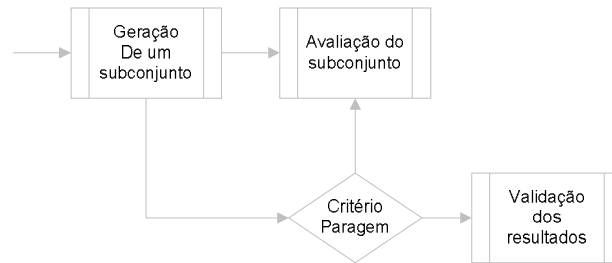 Geração
De um
subconjunto
Avaliação do
subconjunto
Critério
Paragem
Validação
dos
resultados